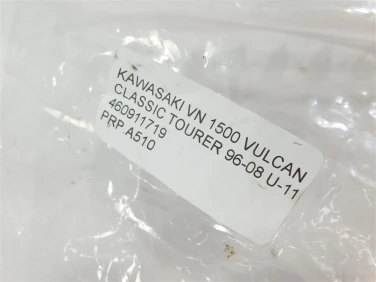 KAWASAKI VN 1500 VULCAN
CLASSIC TOURER 96-08 U-11
460911719
PRP A510